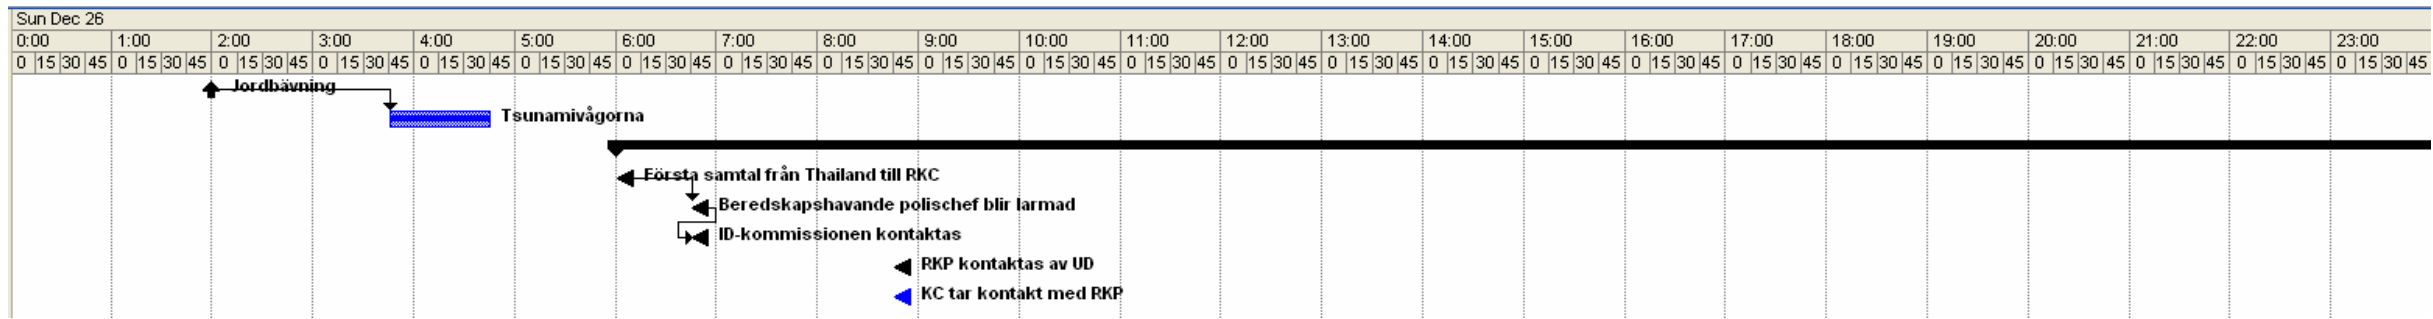 Sun Dec 26
0:00 1:00 2:00 3:00 4:00 5:00 6:00 7:00 8:00 9:00 10:00 11:00 12:00 13:00 14:00 15:00 16:00 17:00 18:00 19:00 20:00 21:00 22:00 23:00
0 15 30 45 0 15 30 45 0 15 30 45 0 15 30 45 0 15 30 45 0 15 30 45 0 15 30 45 0 15 30 45 0 15 30 45 0 15 30 45 0 15 30 45 0 15 30 45 0 15 30 45 0 15 30 45 0 15 30 45 0 15 30 45 0 15 30 45 0 15 30 45 0 15 30 45 0 15 30 45 0 15 30 45 0 15 30 45 0 15 30 45 0 15 30 45
Jordbävning
Tsunamivågorna
Första samtal från Thailand till RKC
Beredskapshavande polischef blir larmad
ID-kommissionen kontaktas
RKP kontaktas av UD
KC tar kontakt med RKP